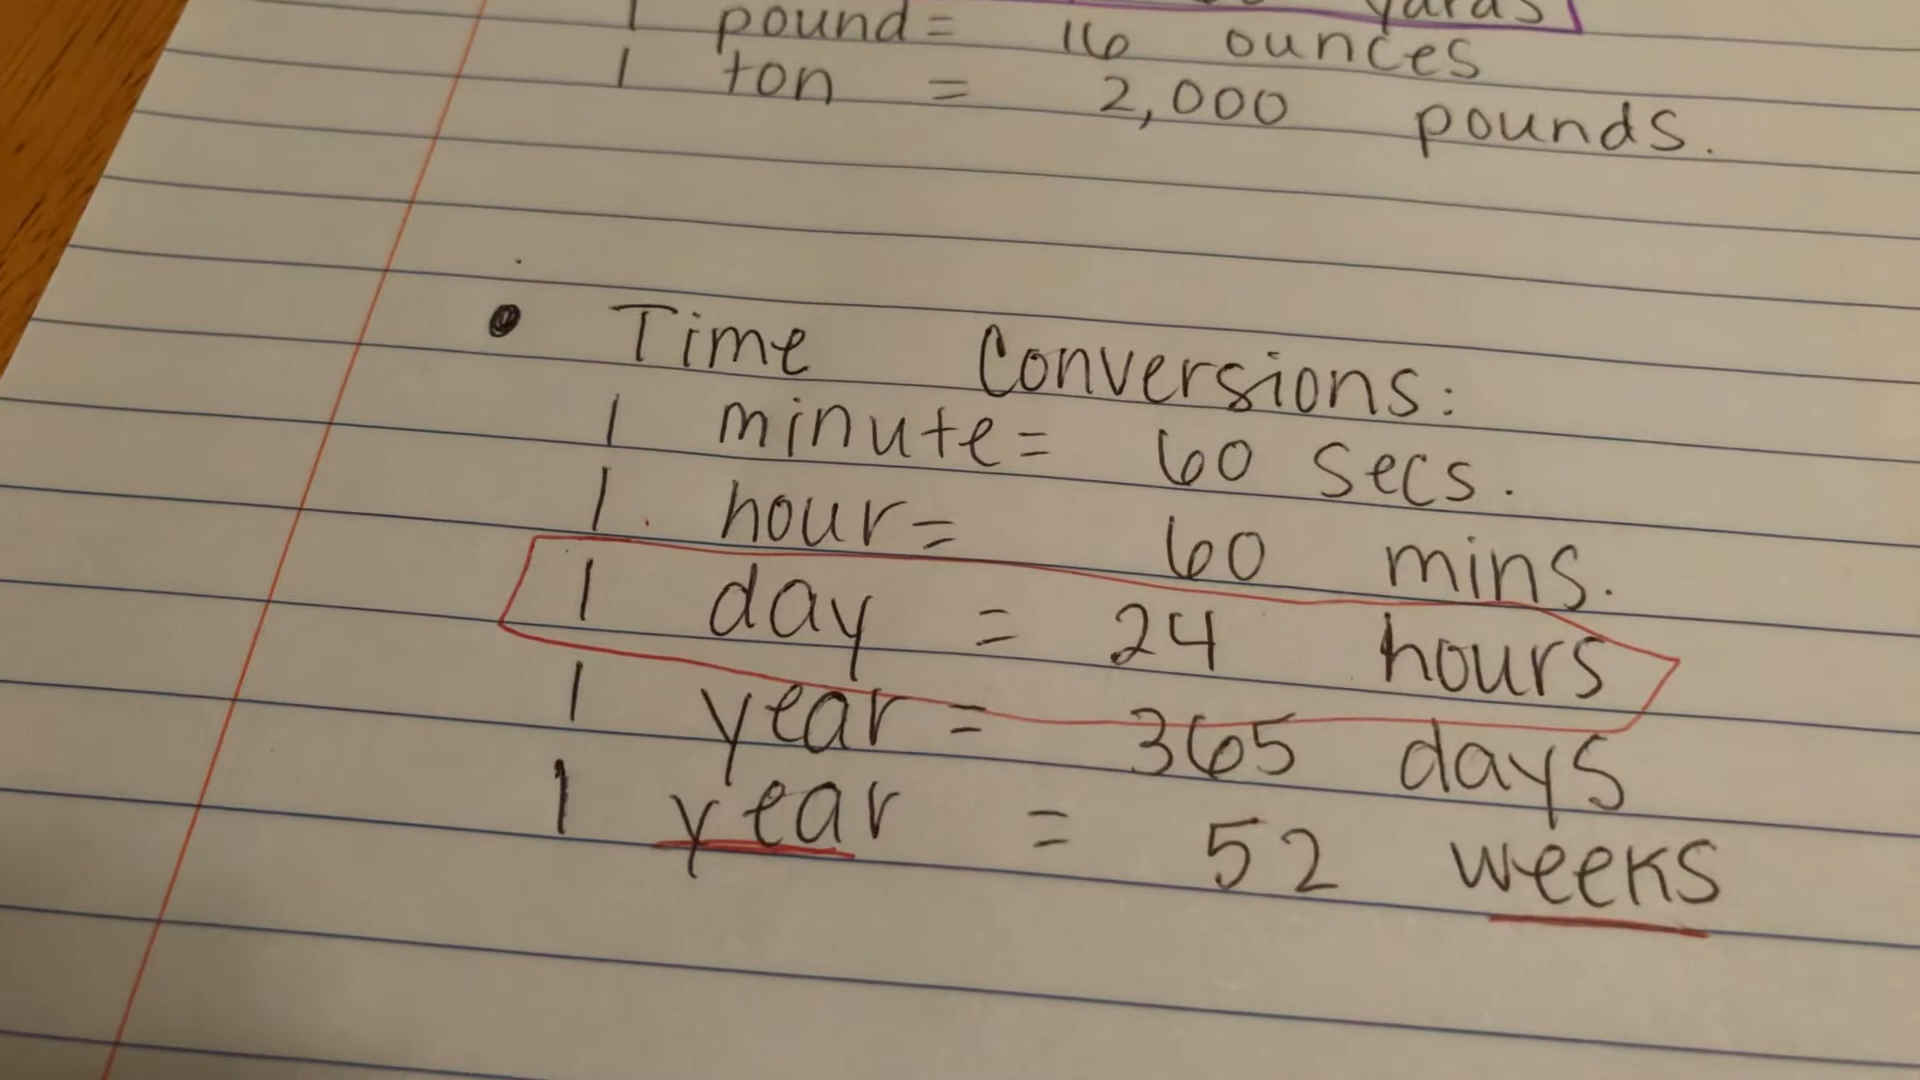 yards
1 pound= 16 ounces
1 ton = 2,000 pounds.
• Time Conversions:
1 minute= 60 secs.
1 hour= 60 mins.
1 day = 24 hours
1 year= 365 days
1 year = 52 weeks